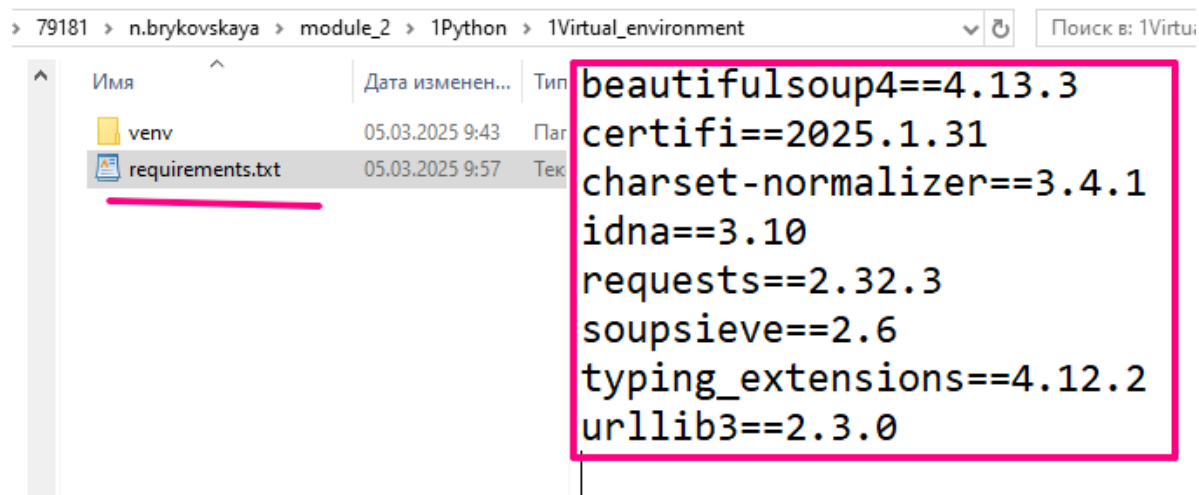 79181 > n.brykovskaya > module_2 > 1Python > 1Virtual_environment
Поиск в: 1Virtua
Имя Дата изменен... Тип
venv 05.03.2025 9:43 Пап
requirements.txt 05.03.2025 9:57 Тек
beautifulsoup4==4.13.3
certifi==2025.1.31
charset-normalizer==3.4.1
idna==3.10
requests==2.32.3
soupsieve==2.6
typing_extensions==4.12.2
urllib3==2.3.0